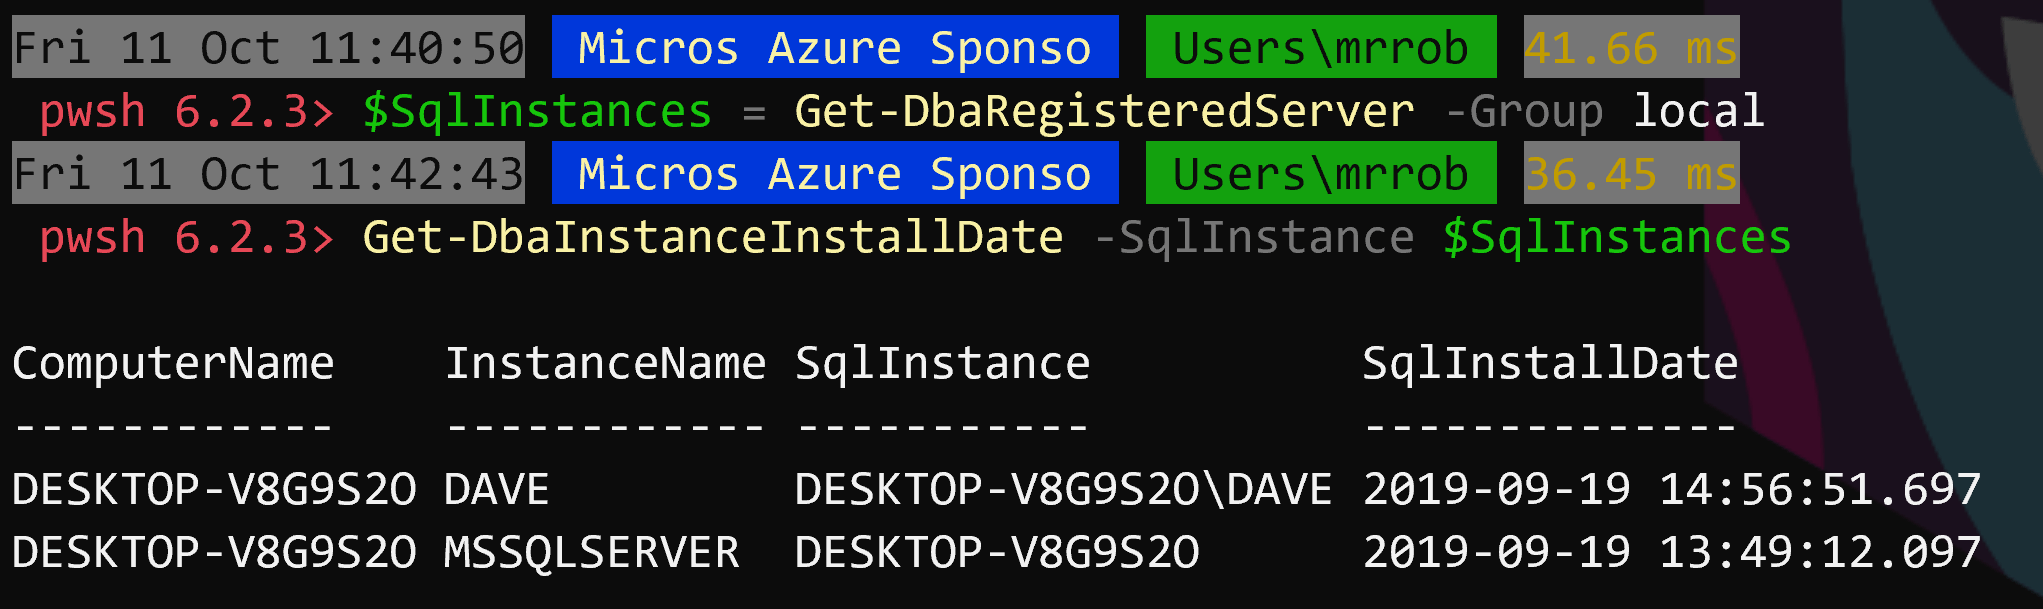 Fri 11 Oct 11:40:50 Micros Azure Sponso Users\mrrob 41.66 ms
pwsh 6.2.3> $SqlInstances = Get-DbaRegisteredServer -Group local
Fri 11 Oct 11:42:43 Micros Azure Sponso Users\mrrob 36.45 ms
pwsh 6.2.3> Get-DbaInstanceInstallDate -SqlInstance $SqlInstances
ComputerName InstanceName SqlInstance SqlInstallDate
------------ ------------ ----------- --------------
DESKTOP-V8G9S2O DAVE DESKTOP-V8G9S2O\DAVE 2019-09-19 14:56:51.697
DESKTOP-V8G9S2O MSSQLSERVER DESKTOP-V8G9S2O 2019-09-19 13:49:12.097